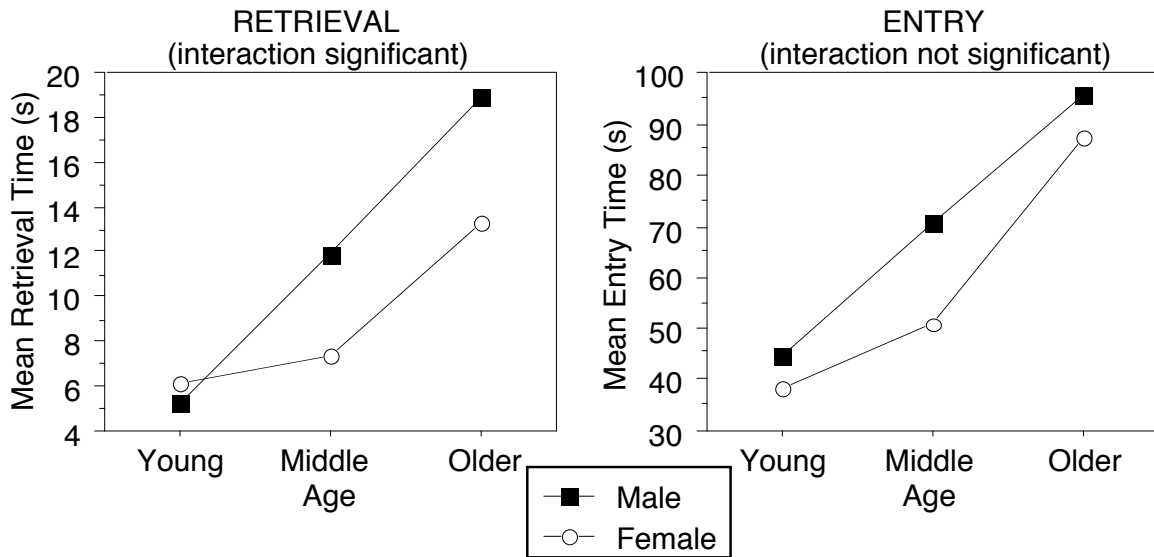 RETRIEVAL
(interaction significant)
Mean Retrieval Time (s)
20
18
16
14
12
10
8
6
4
Young Middle Older
Age
ENTRY
(interaction not significant)
Mean Entry Time (s)
100
90
80
70
60
50
40
30
Young Middle Older
Age
Male
Female